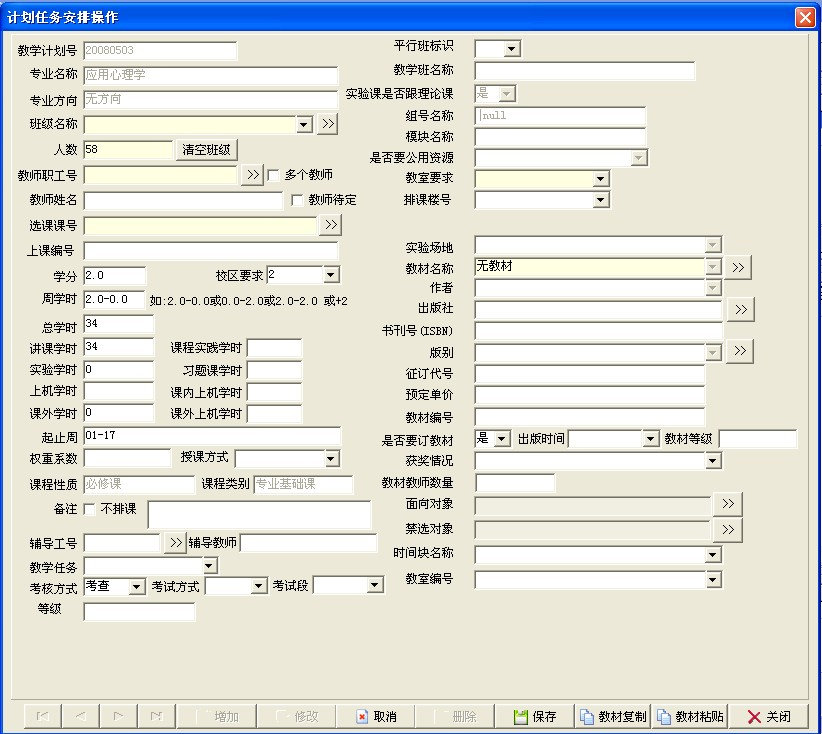 计划任务安排操作
教学计划号 20080503
专业名称 应用心理学
专业方向 无方向
班级名称 >>
人数 58 清空班级
教师职工号 >> 多个教师
教师姓名 教师待定
选课课号 >>
上课编号
学分 2.0 校区要求 2
周学时 2.0-0.0 如:2.0-0.0或0.0-2.0或2.0-2.0 或+2
总学时 34
讲课学时 34 课程实践学时
实验学时 0 习题课学时
上机学时 课内上机学时
课外学时 0 课外上机学时
起止周 01-17
权重系数 授课方式
课程性质 必修课 课程类别 专业基础课
备注 不排课
辅导工号 >> 辅导教师
教学任务
考核方式 考查 考试方式 考试段
等级
平行班标识
教学班名称
实验课是否跟理论课 是
组号名称 null
模块名称
是否要公用资源
教室要求
排课楼号
实验场地
教材名称 无教材 >>
作者
出版社 >>
书刊号(ISBN)
版别 >>
征订代号
预定单价
教材编号
是否要订教材 是 出版时间 教材等级
获奖情况
教材教师数量
面向对象 >>
禁选对象 >>
时间块名称
教室编号
增加 修改 取消 删除 保存 教材复制 教材粘贴 关闭